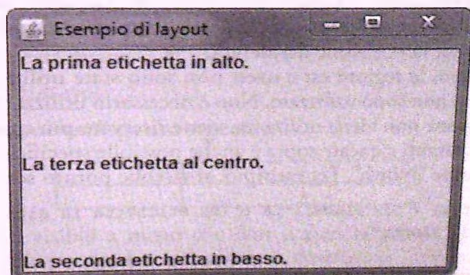 Esempio di layout
La prima etichetta in alto.
La terza etichetta al centro.
La seconda etichetta in basso.